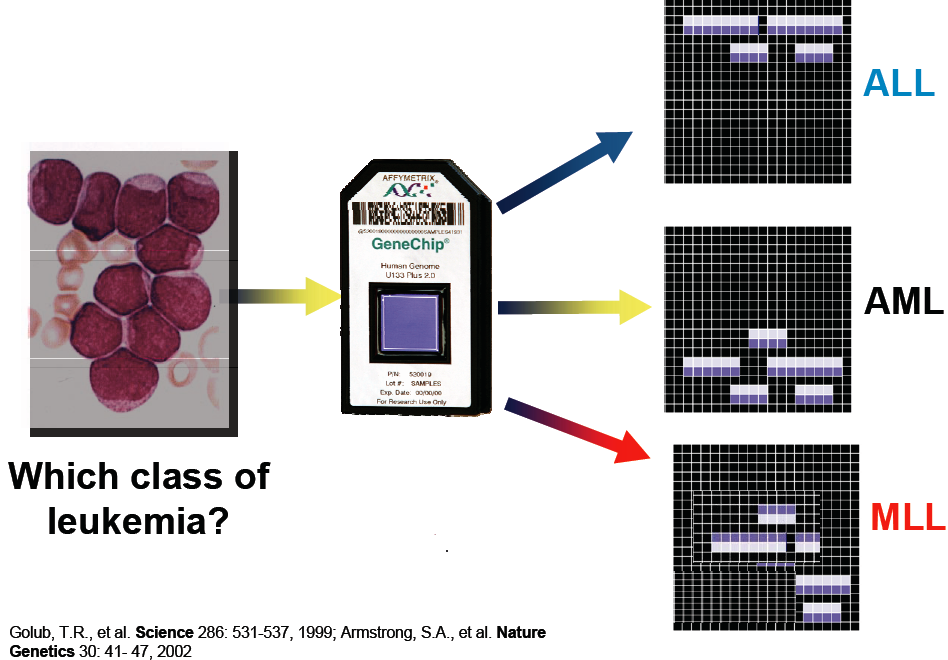 ALL
AFFYMETRIX
GeneChip®
Human Genome
U133 Plus 2.0
AML
P/N: 520019
Lot #: SAMPLES
Exp. Date: 00/00/00
For Research Use Only
Which class of
leukemia?
MLL
Golub, T.R., et al. Science 286: 531-537, 1999; Armstrong, S.A., et al. Nature
Genetics 30: 41- 47, 2002